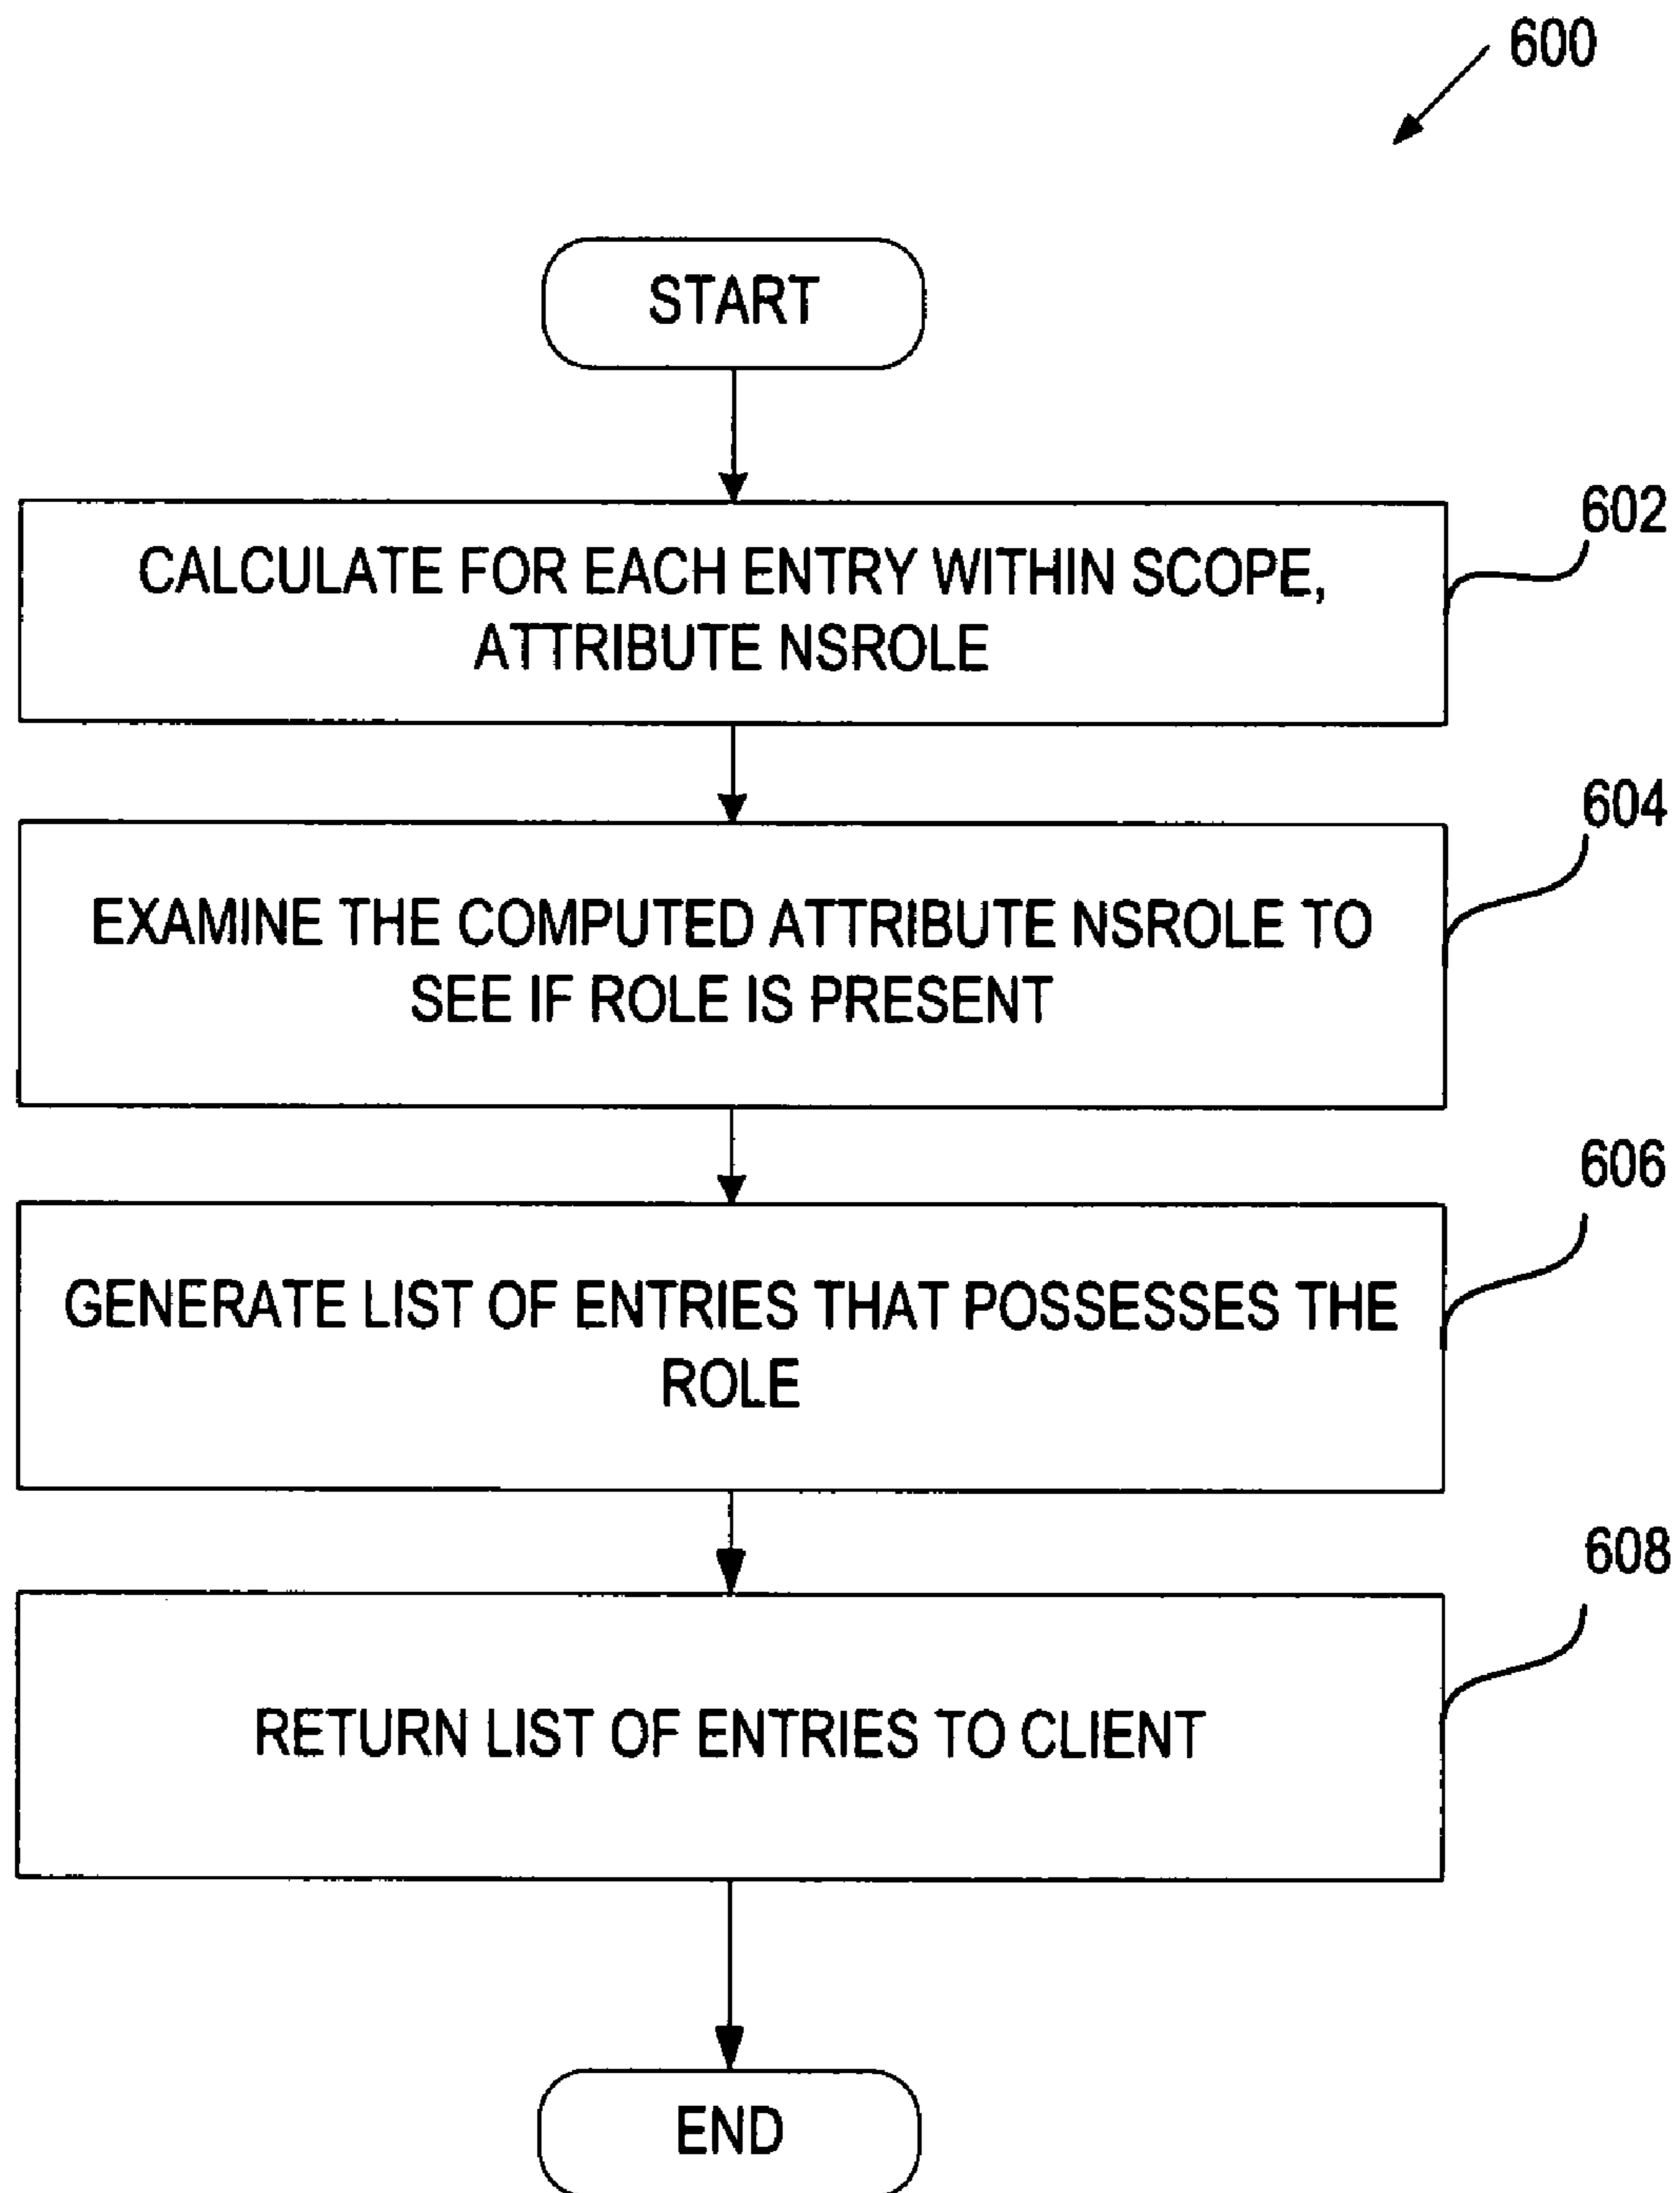 600
START
602
CALCULATE FOR EACH ENTRY WITHIN SCOPE,
ATTRIBUTE NSROLE
604
EXAMINE THE COMPUTED ATTRIBUTE NSROLE TO
SEE IF ROLE IS PRESENT
606
GENERATE LIST OF ENTRIES THAT POSSESSES THE
ROLE
608
RETURN LIST OF ENTRIES TO CLIENT
END